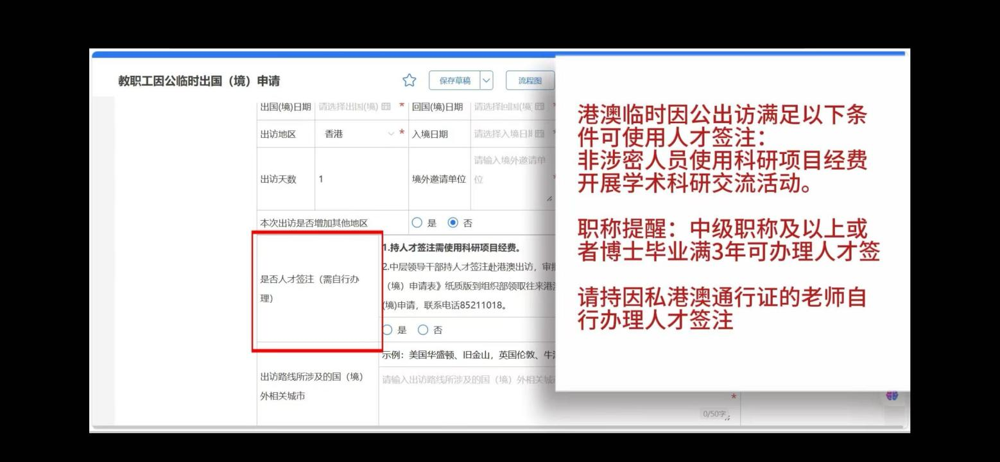 教职工因公临时出国（境）申请
保存草稿
流程图
出国(境)日期 请选择出国(境) * 回国(境)日期 请选择回国(境
出访地区 香港 * 入境日期 请选择入境日
出访天数 1 境外邀请单位 请输入境外邀请单
位
本次出访是否增加其他地区 是 否
是否人才签注（需自行办
理）
1.持人才签注需使用科研项目经费。
2.中层领导干部持人才签注赴港澳出访，审
（境）申请表》纸质版到组织部领取往来港
(境)申请，联系电话85211018。
是 否
示例：美国华盛顿、旧金山，英国伦敦、牛
出访路线所涉及的国（境）
外相关城市
请输入出访路线所涉及的国（境）外相关城
*
0/50字
港澳临时因公出访满足以下条
件可使用人才签注：
非涉密人员使用科研项目经费
开展学术科研交流活动。
职称提醒：中级职称及以上或
者博士毕业满3年可办理人才签
请持因私港澳通行证的老师自
行办理人才签注